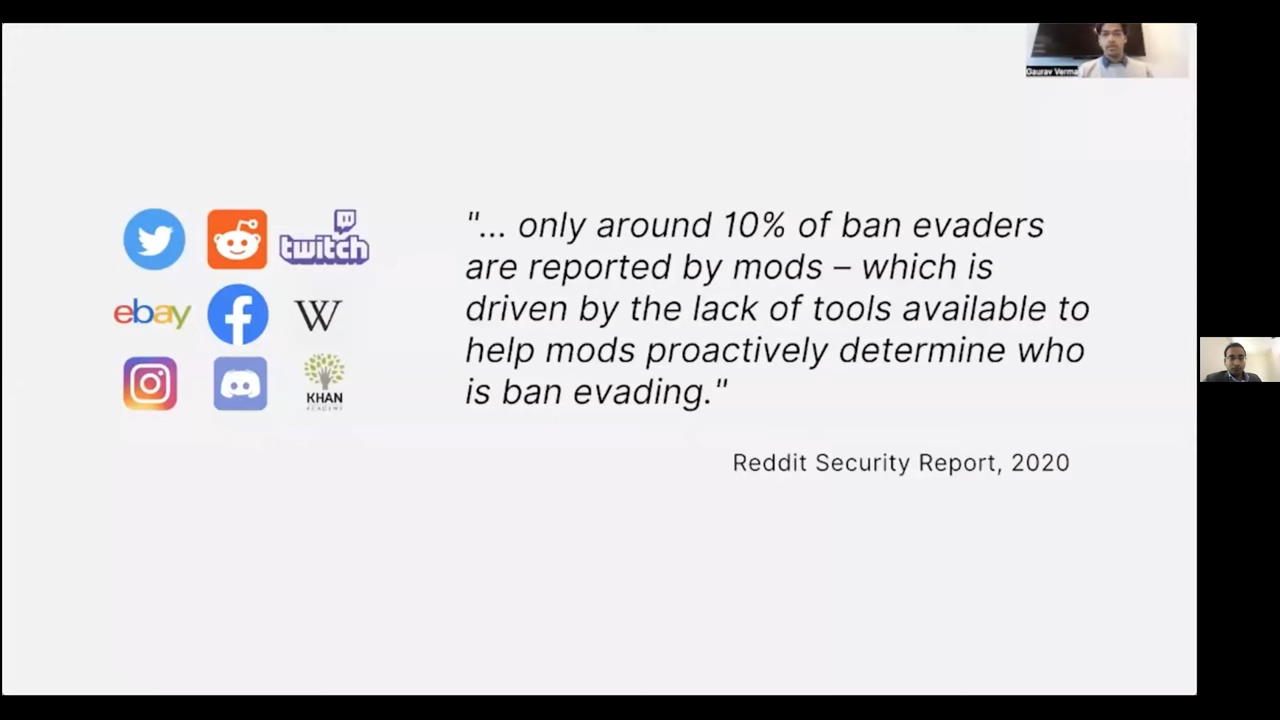 Gaurav Verma
twitch
ebay
W
KHAN
ACADEMY
"... only around 10% of ban evaders
are reported by mods – which is
driven by the lack of tools available to
help mods proactively determine who
is ban evading."
Reddit Security Report, 2020